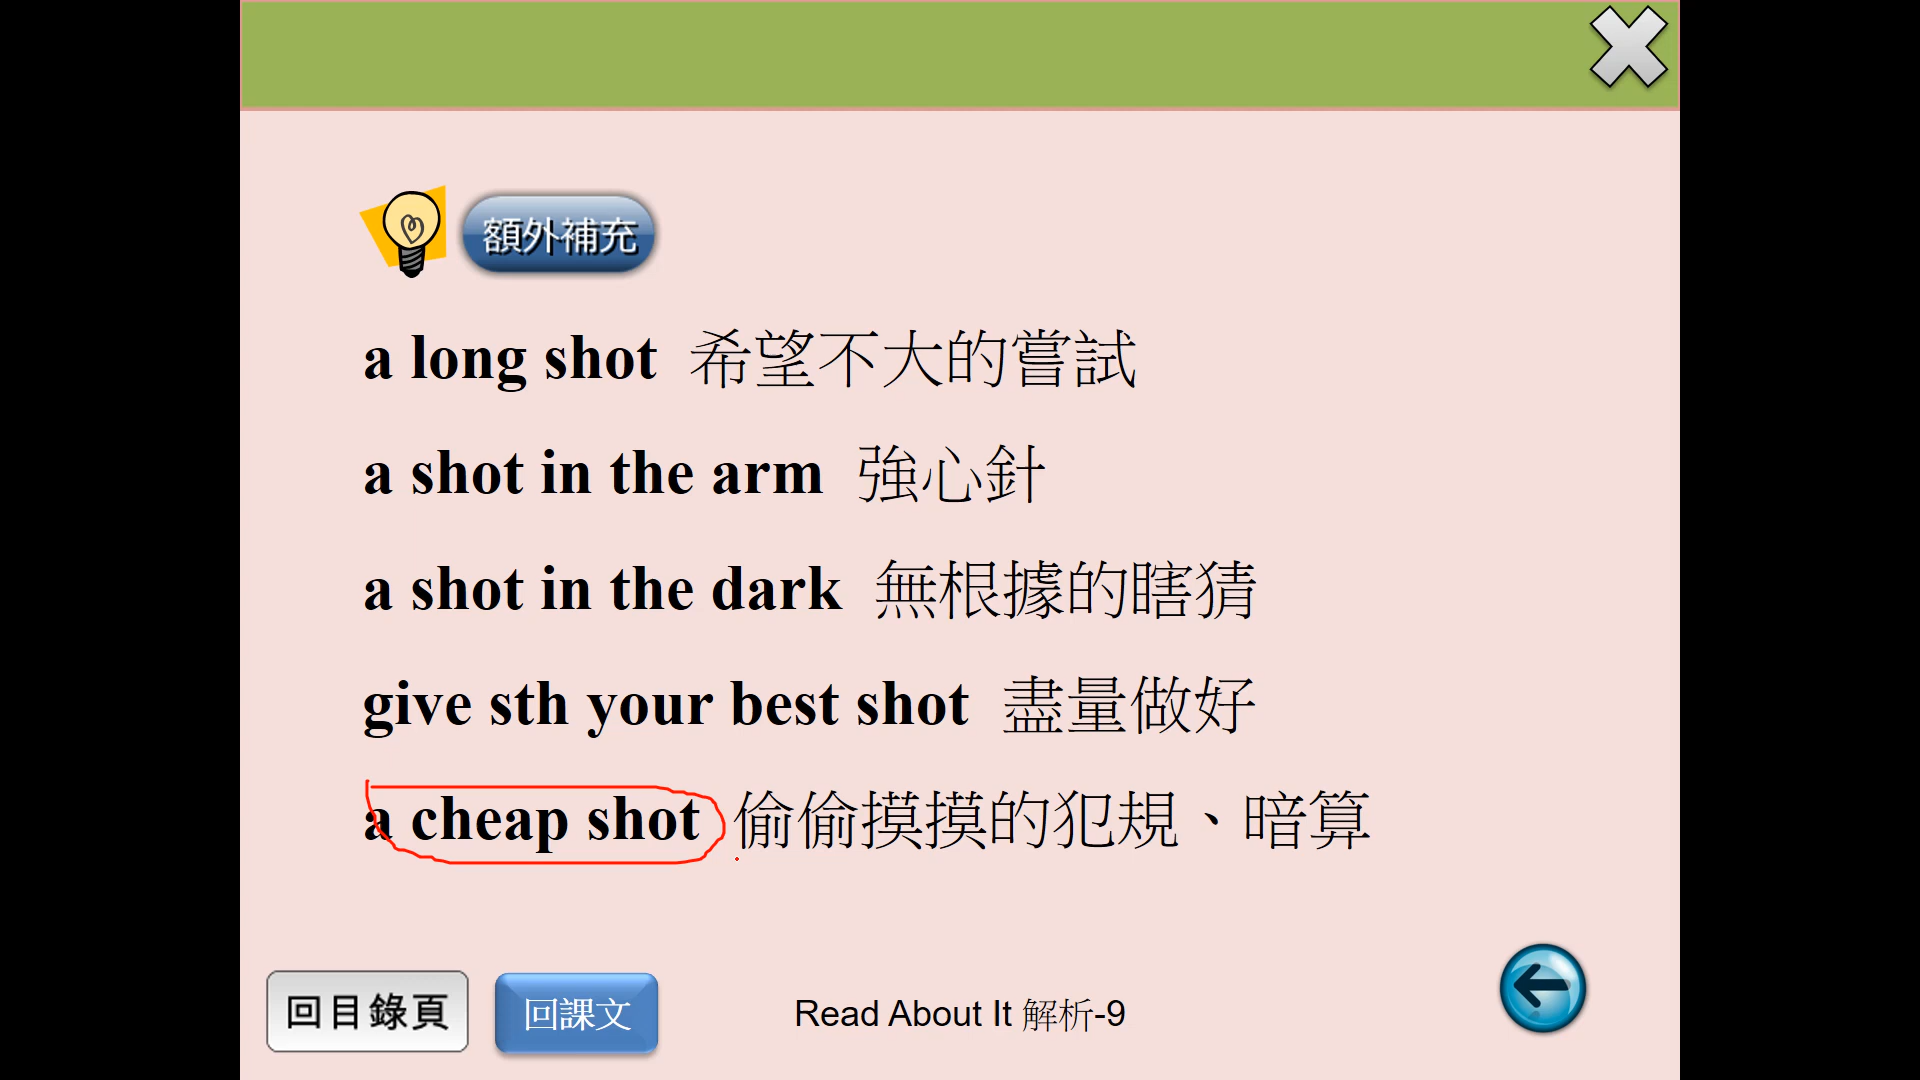 額外補充
a long shot 希望不大的嘗試
a shot in the arm 強心針
a shot in the dark 無根據的瞎猜
give sth your best shot 盡量做好
a cheap shot 偷偷摸摸的犯規、暗算
回目錄頁 回課文 Read About It 解析-9